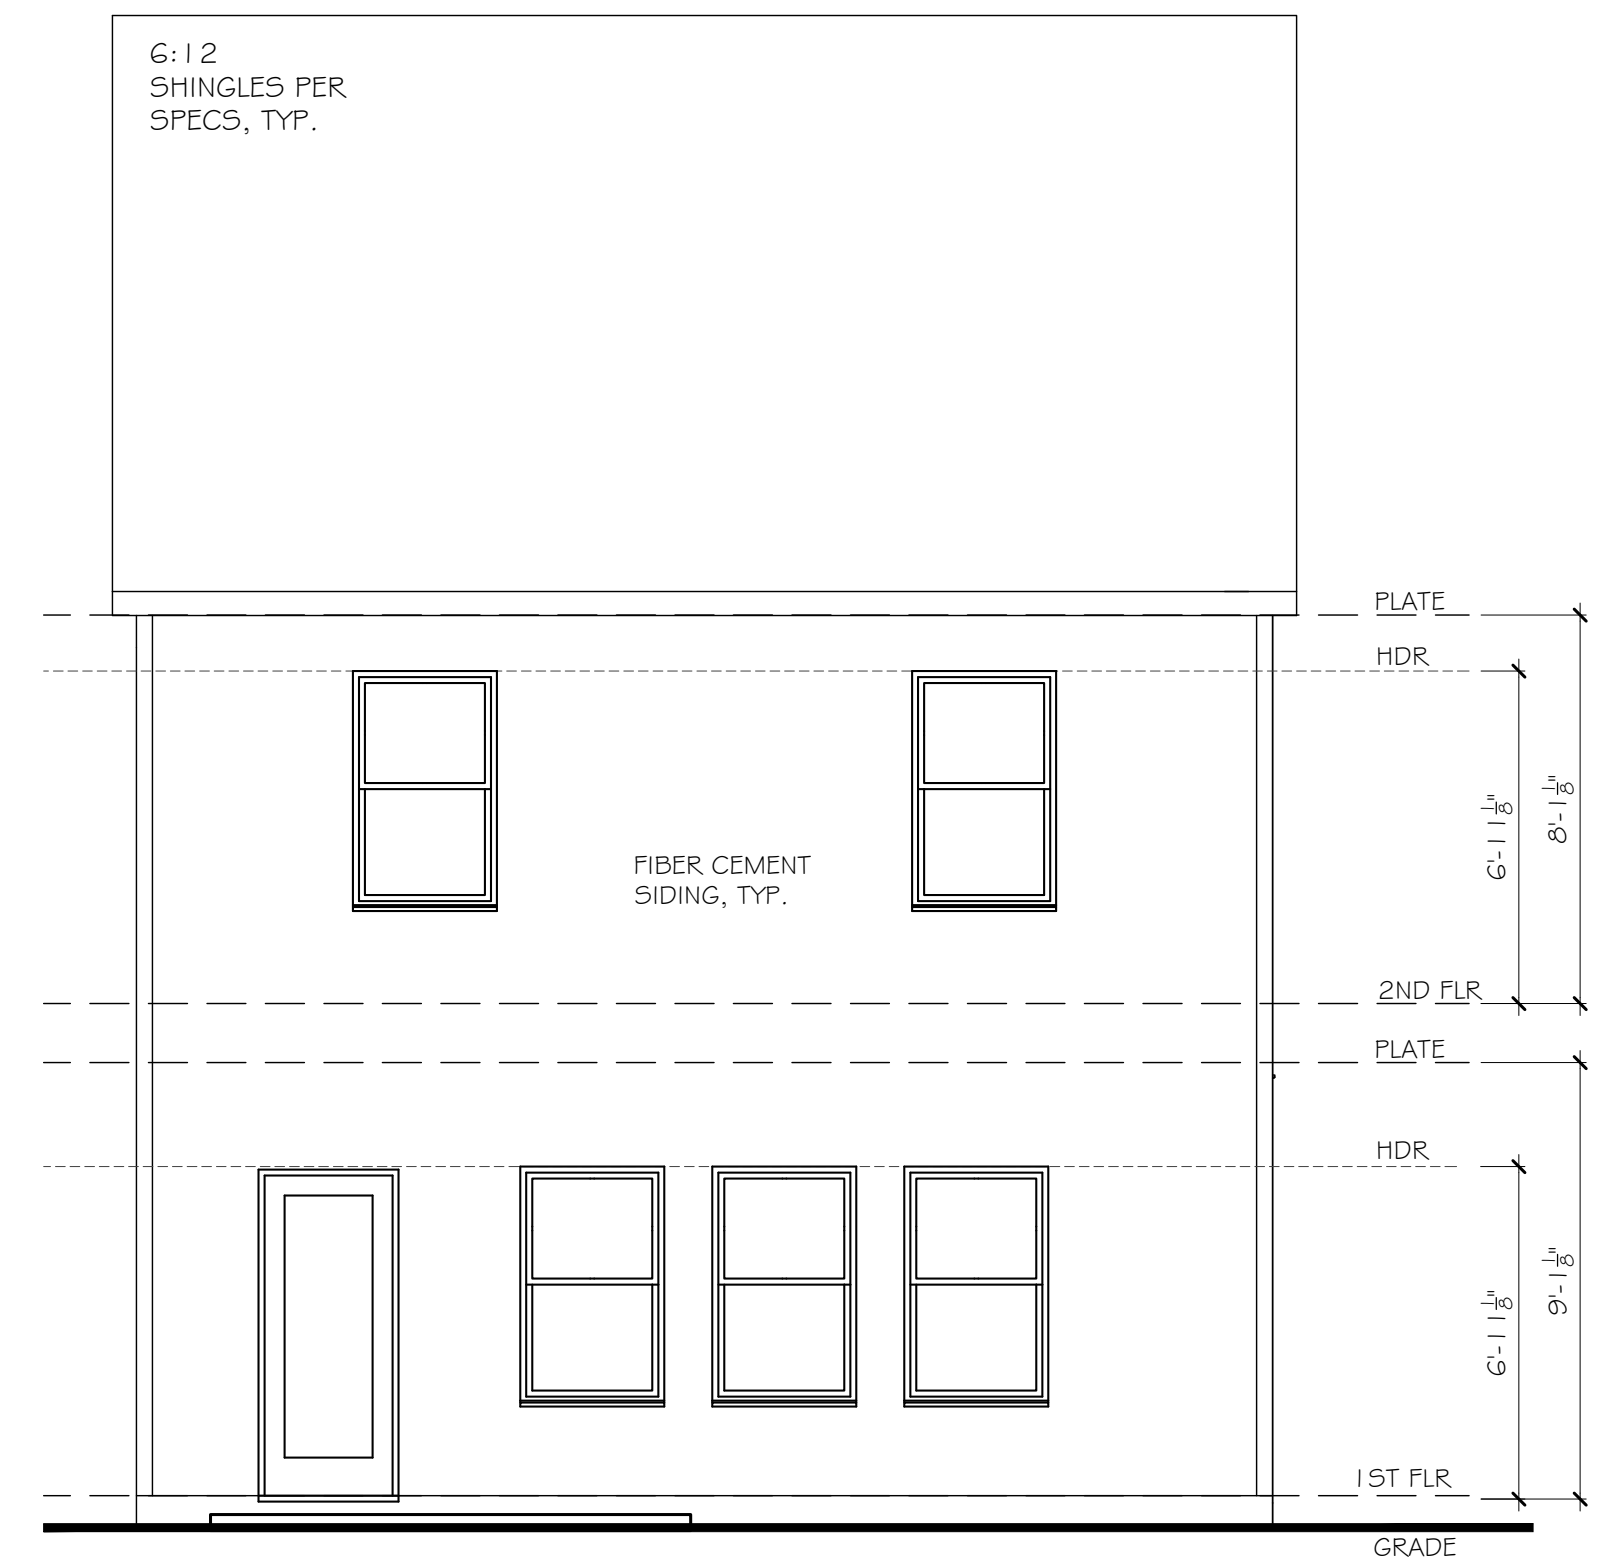 6:12
SHINGLES PER
SPECS, TYP.
PLATE
HDR
6'-11 1/8"
8'-1 1/8"
FIBER CEMENT
SIDING, TYP.
2ND FLR
PLATE
HDR
6'-11 1/8"
9'-1 1/8"
1ST FLR
GRADE